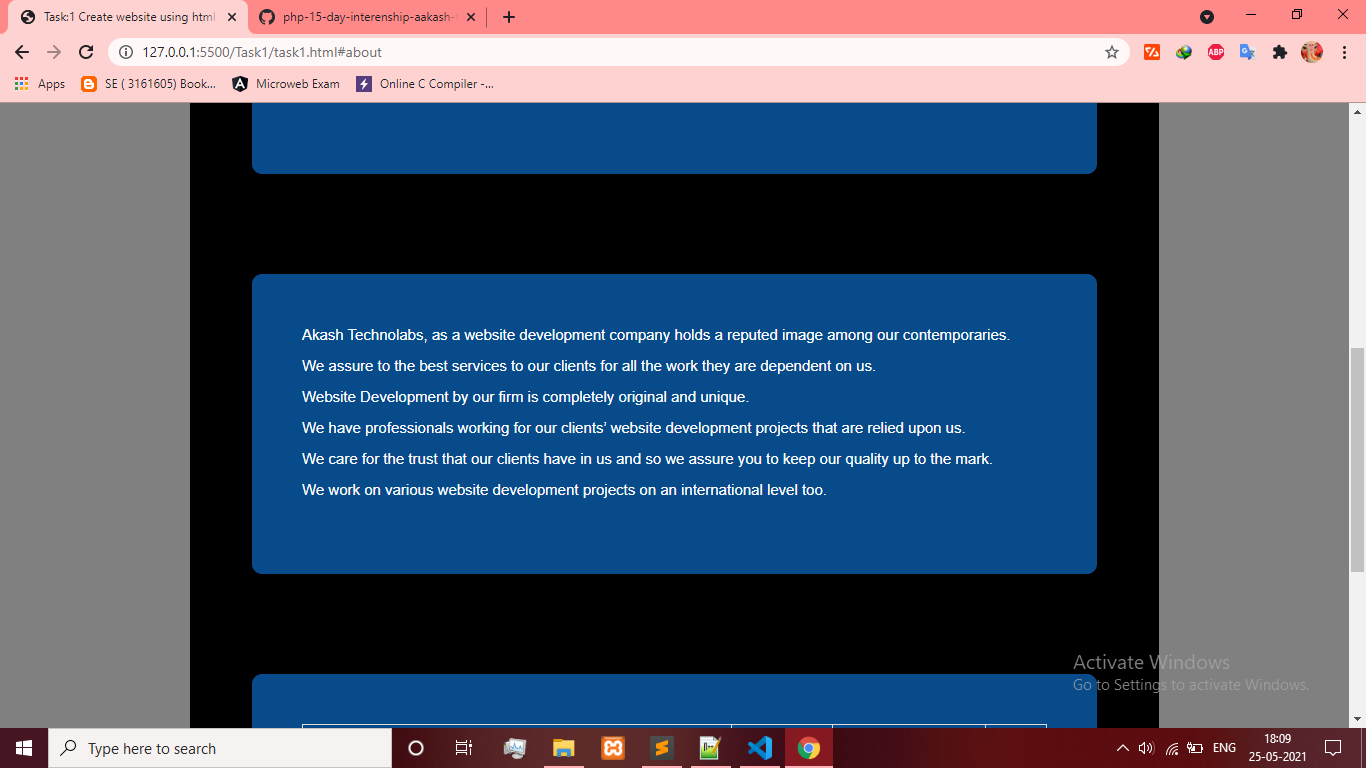 Task:1 Create website using html
php-15-day-interenship-aakash-
127.0.0.1:5500/Task1/task1.html#about
ABP
Apps
SE ( 3161605) Book...
Microweb Exam
Online C Compiler -...
Akash Technolabs, as a website development company holds a reputed image among our contemporaries.
We assure to the best services to our clients for all the work they are dependent on us.
Website Development by our firm is completely original and unique.
We have professionals working for our clients’ website development projects that are relied upon us.
We care for the trust that our clients have in us and so we assure you to keep our quality up to the mark.
We work on various website development projects on an international level too.
Activate Windows
Go to Settings to activate Windows.
Type here to search
ENG
18:09
25-05-2021